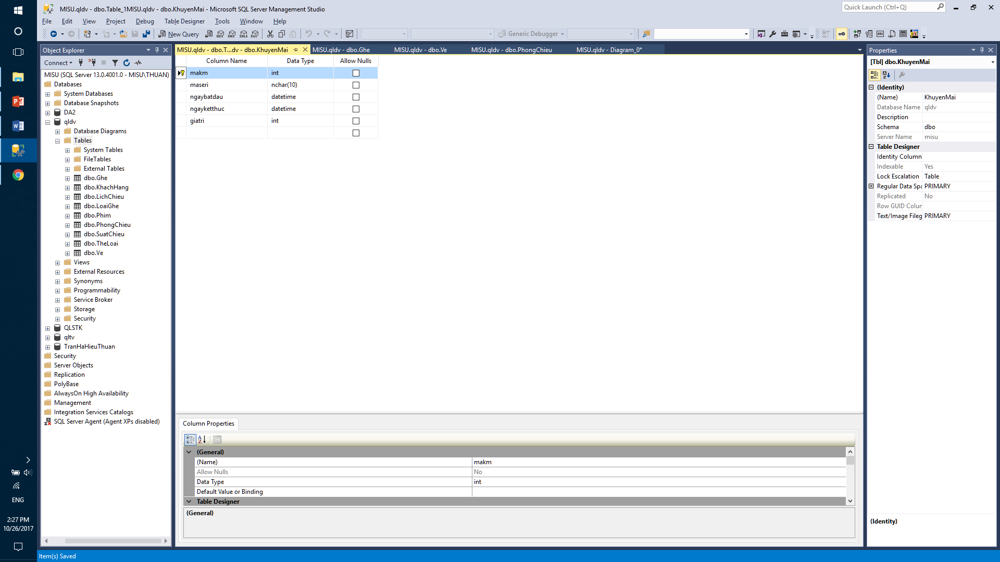 MISU.qldv - dbo.Table_1MISU.qldv - dbo.KhuyenMai - Microsoft SQL Server Management Studio
Quick Launch (Ctrl+Q)
File Edit View Project Debug Table Designer Tools Window Help
New Query
MDX DMX XMLA DAX
Generic Debugger
Object Explorer
Connect
MISU (SQL Server 13.0.4001.0 - MISU\THUAN)
Databases
System Databases
Database Snapshots
DA2
qldv
Database Diagrams
Tables
System Tables
FileTables
External Tables
dbo.Ghe
dbo.KhachHang
dbo.LichChieu
dbo.LoaiGhe
dbo.Phim
dbo.PhongChieu
dbo.SuatChieu
dbo.TheLoai
dbo.Ve
Views
External Resources
Synonyms
Programmability
Service Broker
Storage
Security
QLSTK
qltv
TranHaHieuThuan
Security
Server Objects
Replication
PolyBase
AlwaysOn High Availability
Management
Integration Services Catalogs
SQL Server Agent (Agent XPs disabled)
MISU.qldv - dbo.T...dv - dbo.KhuyenMai MISU.qldv - dbo.Ghe MISU.qldv - dbo.Ve MISU.qldv - dbo.PhongChieu MISU.qldv - Diagram_0*
Column Name Data Type Allow Nulls
makm int
maseri nchar(10)
ngaybatdau datetime
ngayketthuc datetime
giatri int
Column Properties
(General)
(Name) makm
Allow Nulls No
Data Type int
Default Value or Binding
Table Designer
(General)
Properties
[Tbl] dbo.KhuyenMai
(Identity)
(Name) KhuyenMai
Database Name qldv
Description
Schema dbo
Server Name misu
Table Designer
Identity Column
Indexable Yes
Lock Escalation Table
Regular Data Spa PRIMARY
Replicated No
Row GUID Colur
Text/Image Fileg PRIMARY
(Identity)
ENG
2:27 PM
10/26/2017
Item(s) Saved